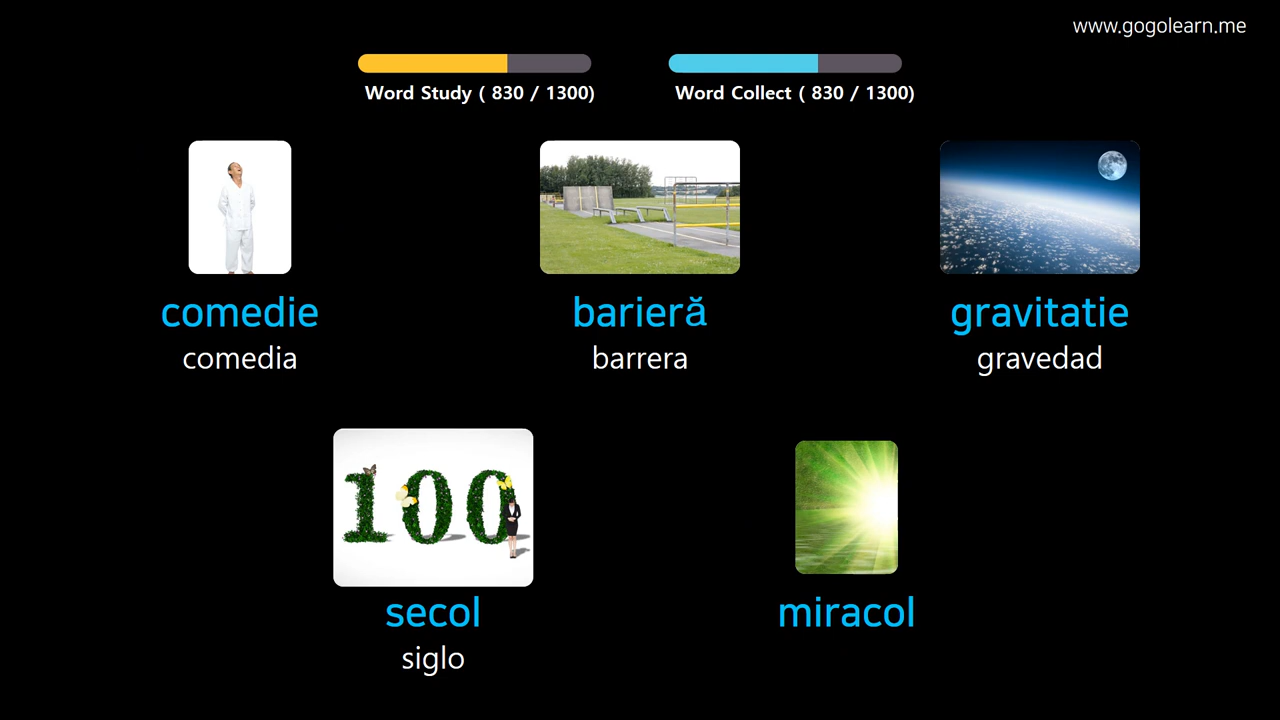 www.gogolearn.me
Word Study ( 830 / 1300)
Word Collect ( 830 / 1300)
comedie
comedia
barieră
barrera
gravitatie
gravedad
100
secol
siglo
miracol